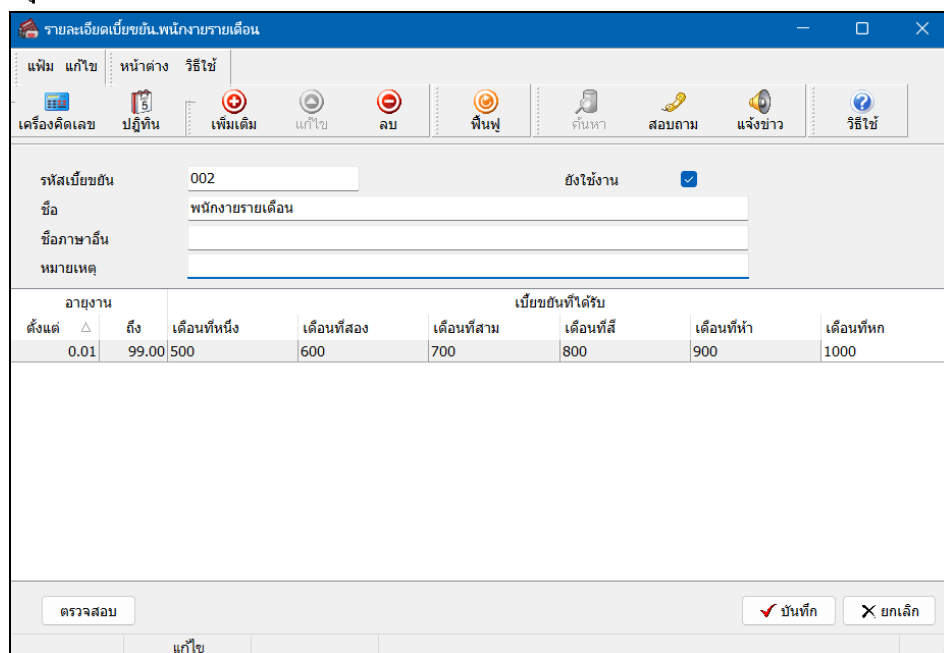 รายละเอียดเบี้ยขยัน.พนักงายรายเดือน
แฟ้ม แก้ไข หน้าต่าง วิธีใช้
เครื่องคิดเลข ปฏิทิน เพิ่มเติม แก้ไข ลบ ฟื้นฟู ค้นหา สอบถาม แจ้งข่าว วิธีใช้
รหัสเบี้ยขยัน 002 ยังใช้งาน
ชื่อ พนักงายรายเดือน
ชื่อภาษาอื่น
หมายเหตุ
อายุงาน เบี้ยขยันที่ได้รับ
ตั้งแต่ ถึง เดือนที่หนึ่ง เดือนที่สอง เดือนที่สาม เดือนที่สี่ เดือนที่ห้า เดือนที่หก
0.01 99.00 500 600 700 800 900 1000
ตรวจสอบ บันทึก ยกเลิก
แก้ไข